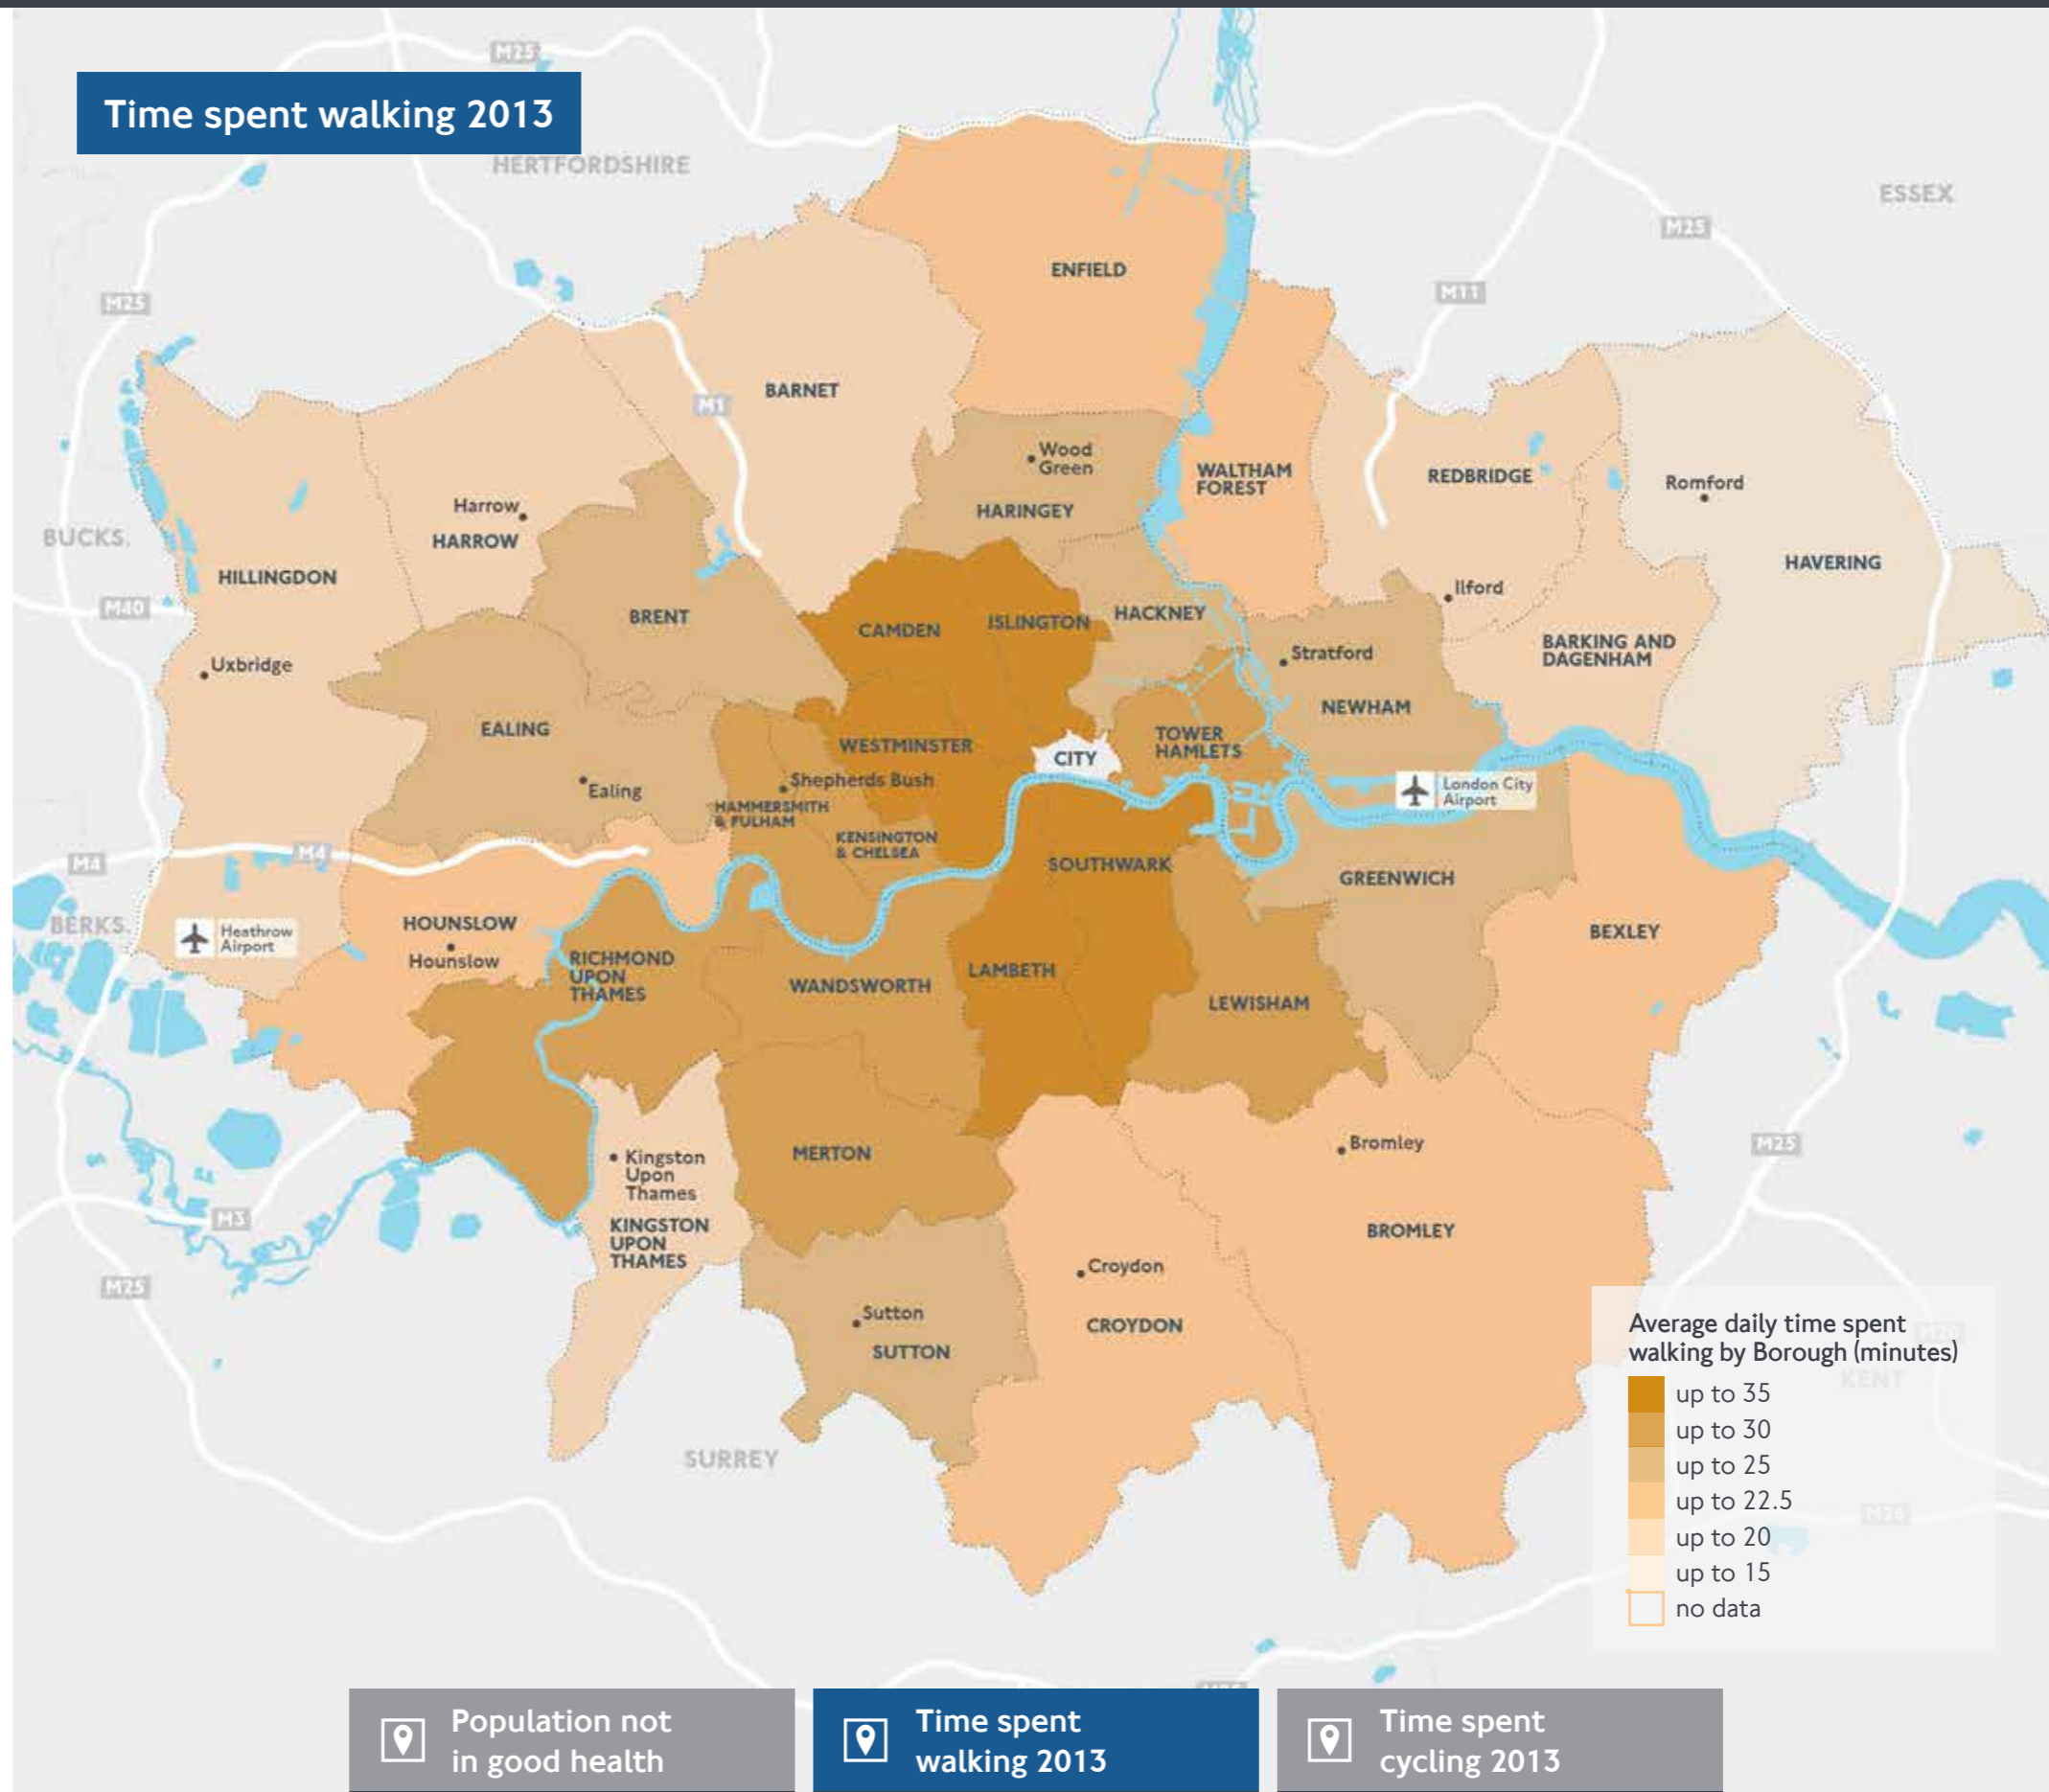 M25
Time spent walking 2013
HERTFORDSHIRE
ESSEX
M25
ENFIELD
M25
M11
BARNET
M1
Wood
Green
HARINGEY
WALTHAM
FOREST
REDBRIDGE
Romford
Harrow
HARROW
BUCKS.
HILLINGDON
HAVERING
M40
BRENT
CAMDEN
ISLINGTON
HACKNEY
Ilford
Uxbridge
Stratford
BARKING AND
DAGENHAM
EALING
WESTMINSTER
CITY
TOWER
HAMLETS
NEWHAM
Ealing
Shepherds Bush
HAMMERSMITH
& FULHAM
KENSINGTON
& CHELSEA
London City
Airport
M4
M4
SOUTHWARK
GREENWICH
BERKS.
Heathrow
Airport
HOUNSLOW
Hounslow
RICHMOND
UPON
THAMES
WANDSWORTH
LAMBETH
LEWISHAM
BEXLEY
Kingston
Upon
Thames
KINGSTON
UPON
THAMES
MERTON
Bromley
M25
M3
BROMLEY
M25
Croydon
CROYDON
Sutton
SUTTON
SURREY
Average daily time spent
walking by Borough (minutes)
M20
KENT
up to 35
up to 30
up to 25
up to 22.5
up to 20
up to 15
no data
M26
Population not
in good health
Time spent
walking 2013
Time spent
cycling 2013